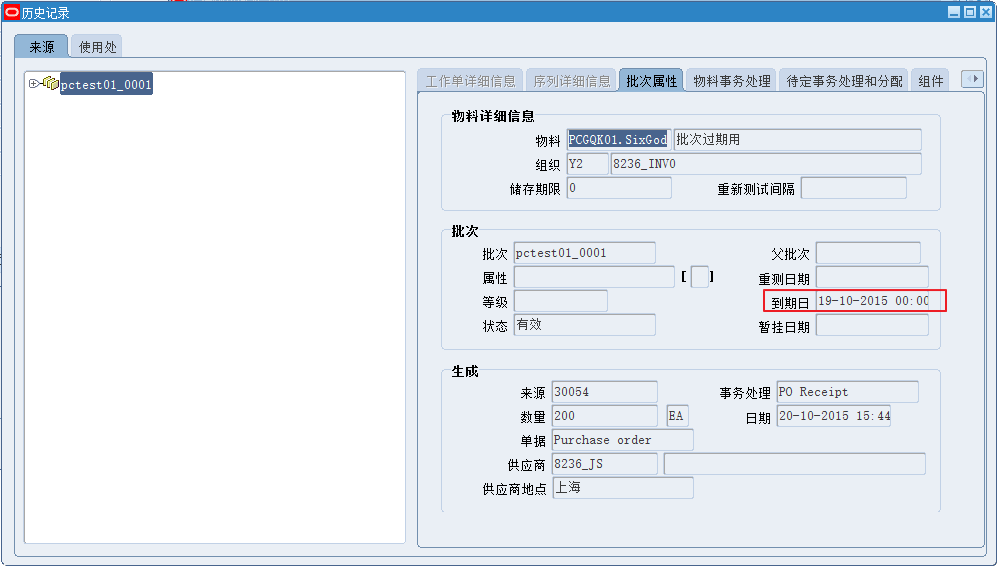 历史记录
来源 使用处
pctest01_0001
工作单详细信息 序列详细信息 批次属性 物料事务处理 待定事务处理和分配 组件
物料详细信息
物料 PCGQK01.SixGod 批次过期用
组织 Y2 8236_INV0
储存期限 0 重新测试间隔
批次
批次 pctest01_0001 父批次
属性 [ ] 重测日期
等级 到期日 19-10-2015 00:00
状态 有效 暂挂日期
生成
来源 30054 事务处理 PO Receipt
数量 200 EA 日期 20-10-2015 15:44
单据 Purchase order
供应商 8236_JS
供应商地点 上海